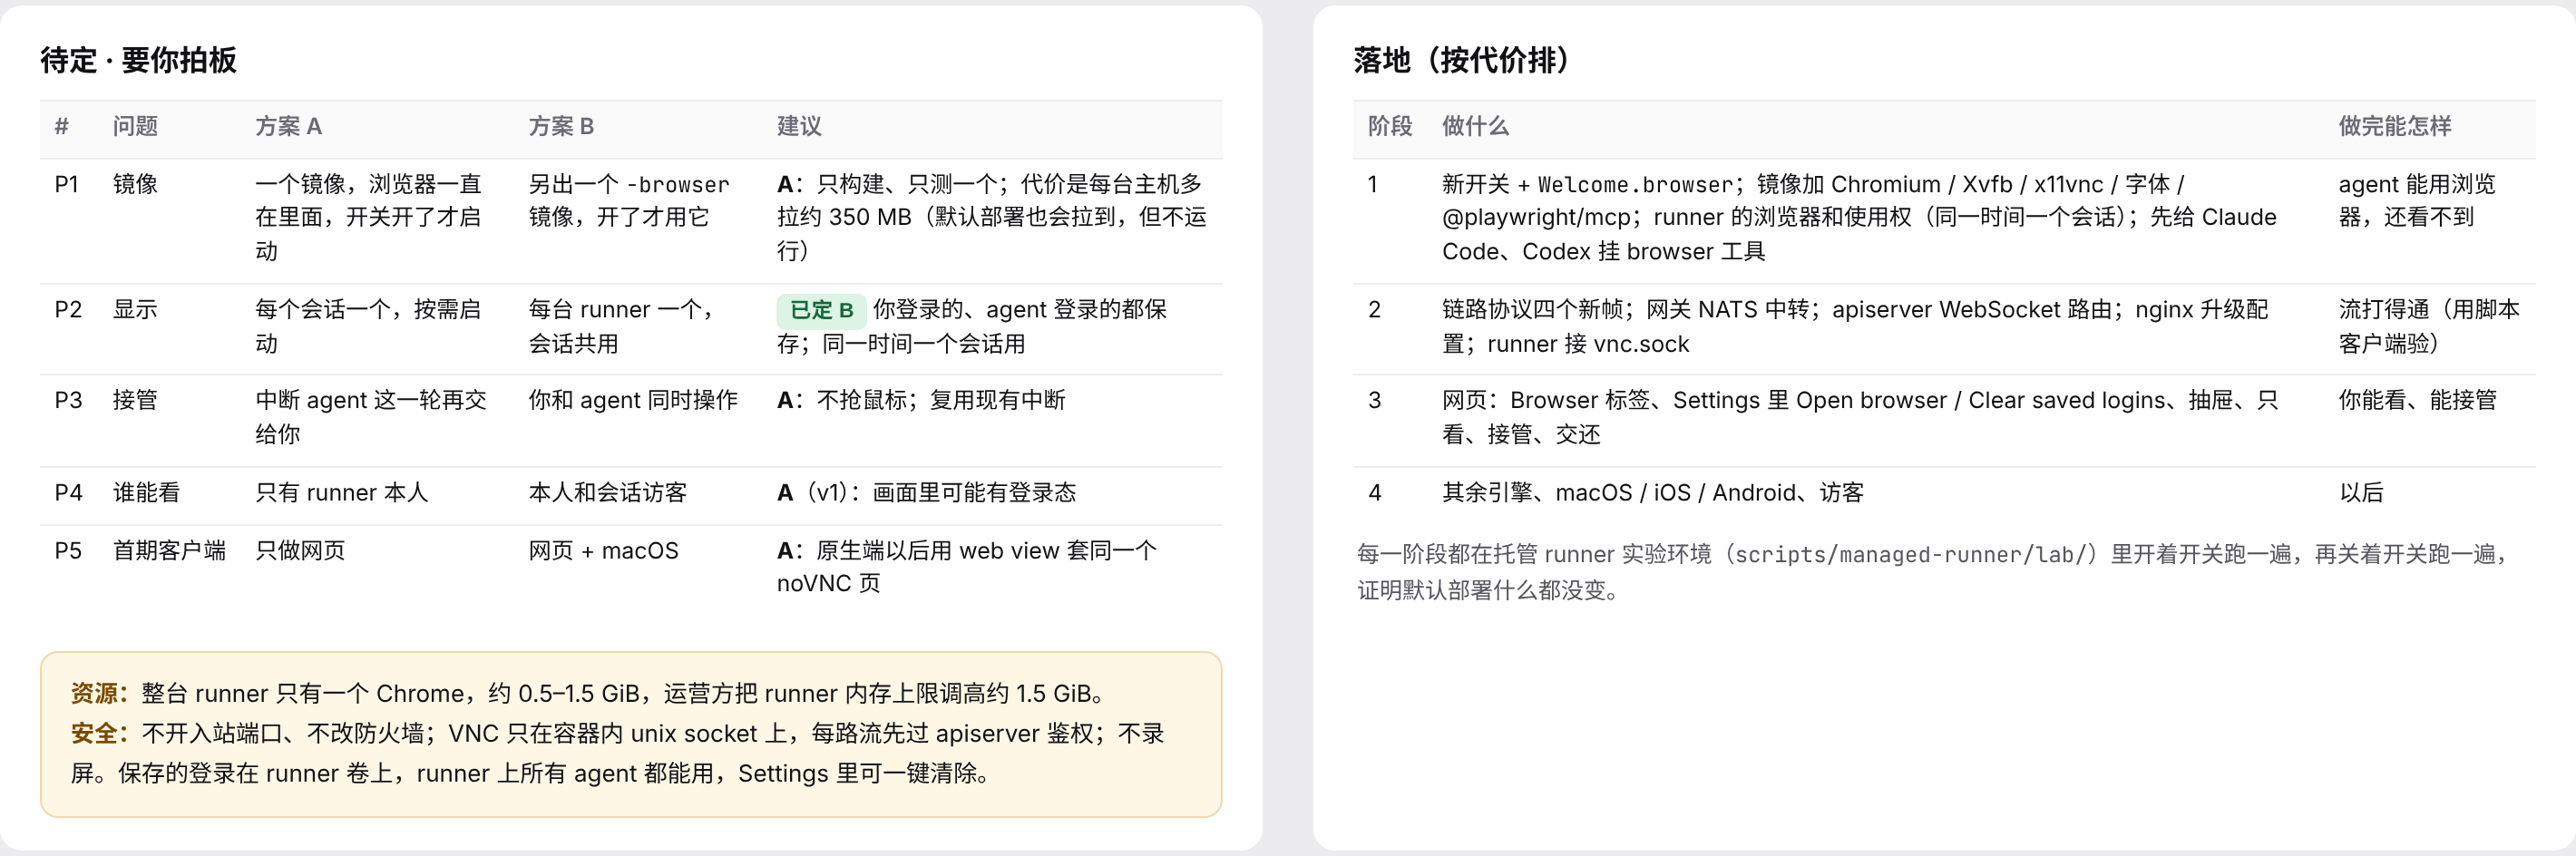 待定 · 要你拍板
# 问题 方案 A 方案 B 建议
P1 镜像 一个镜像，浏览器一直 另出一个 -browser A：只构建、只测一个；代价是每台主机多
在里面，开关开了才启 镜像，开了才用它 拉约 350 MB（默认部署也会拉到，但不运
动 行）
P2 显示 每个会话一个，按需启 每台 runner 一个， 已定 B 你登录的、agent 登录的都保
动 会话共用 存；同一时间一个会话用
P3 接管 中断 agent 这一轮再交 你和 agent 同时操作 A：不抢鼠标；复用现有中断
给你
P4 谁能看 只有 runner 本人 本人和会话访客 A（v1）：画面里可能有登录态
P5 首期客户端 只做网页 网页 + macOS A：原生端以后用 web view 套同一个
noVNC 页
资源：整台 runner 只有一个 Chrome，约 0.5–1.5 GiB，运营方把 runner 内存上限调高约 1.5 GiB。
安全：不开入站端口、不改防火墙；VNC 只在容器内 unix socket 上，每路流先过 apiserver 鉴权；不录
屏。保存的登录在 runner 卷上，runner 上所有 agent 都能用，Settings 里可一键清除。
落地（按代价排）
阶段 做什么 做完能怎样
1 新开关 + Welcome.browser；镜像加 Chromium / Xvfb / x11vnc / 字体 / agent 能用浏览
@playwright/mcp；runner 的浏览器和使用权（同一时间一个会话）；先给 Claude 器，还看不到
Code、Codex 挂 browser 工具
2 链路协议四个新帧；网关 NATS 中转；apiserver WebSocket 路由；nginx 升级配 流打得通（用脚本
置；runner 接 vnc.sock 客户端验）
3 网页：Browser 标签、Settings 里 Open browser / Clear saved logins、抽屉、只 你能看、能接管
看、接管、交还
4 其余引擎、macOS / iOS / Android、访客 以后
每一阶段都在托管 runner 实验环境（scripts/managed-runner/lab/）里开着开关跑一遍，再关着开关跑一遍，
证明默认部署什么都没变。